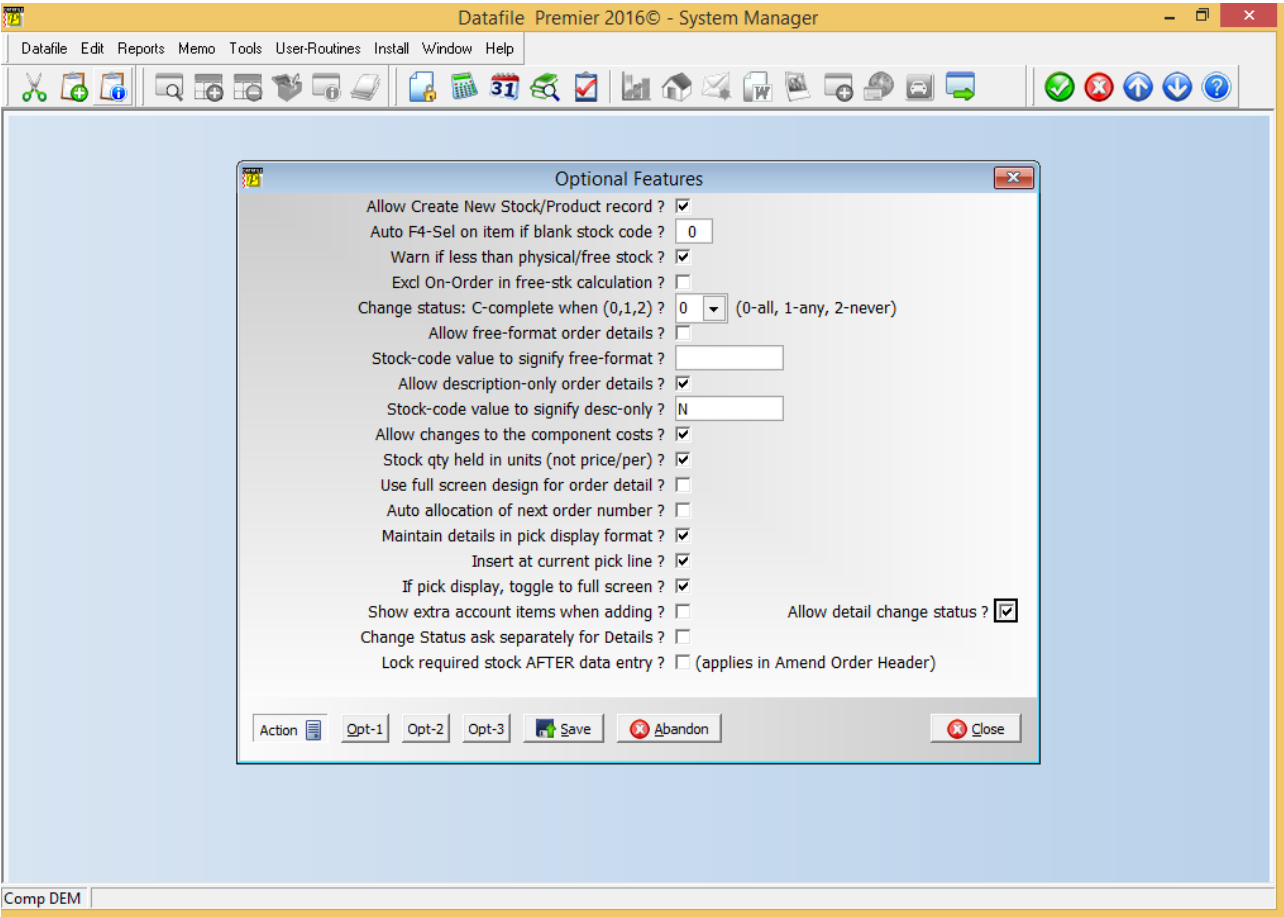 Datafile Premier 2016© - System Manager
Datafile Edit Reports Memo Tools User-Routines Install Window Help
31 W
Optional Features
Allow Create New Stock/Product record ?
Auto F4-Sel on item if blank stock code ? 0
Warn if less than physical/free stock ?
Excl On-Order in free-stk calculation ?
Change status: C-complete when (0,1,2) ? 0 (0-all, 1-any, 2-never)
Allow free-format order details ?
Stock-code value to signify free-format ?
Allow description-only order details ?
Stock-code value to signify desc-only ? N
Allow changes to the component costs ?
Stock qty held in units (not price/per) ?
Use full screen design for order detail ?
Auto allocation of next order number ?
Maintain details in pick display format ?
Insert at current pick line ?
If pick display, toggle to full screen ?
Show extra account items when adding ? Allow detail change status ?
Change Status ask separately for Details ?
Lock required stock AFTER data entry ? (applies in Amend Order Header)
Action Opt-1 Opt-2 Opt-3 Save Abandon Close
Comp DEM